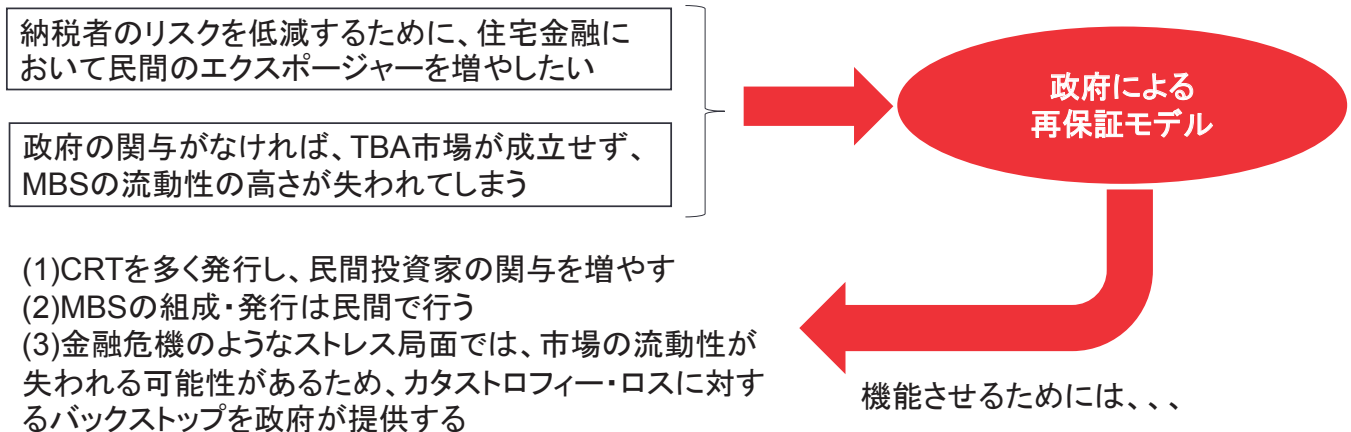 納税者のリスクを低減するために、住宅金融に
おいて民間のエクスポージャーを増やしたい
政府の関与がなければ、TBA市場が成立せず、
MBSの流動性の高さが失われてしまう
政府による
再保証モデル
(1)CRTを多く発行し、民間投資家の関与を増やす
(2)MBSの組成・発行は民間で行う
(3)金融危機のようなストレス局面では、市場の流動性が
失われる可能性があるため、カタストロフィー・ロスに対す
るバックストップを政府が提供する
機能させるためには、、、